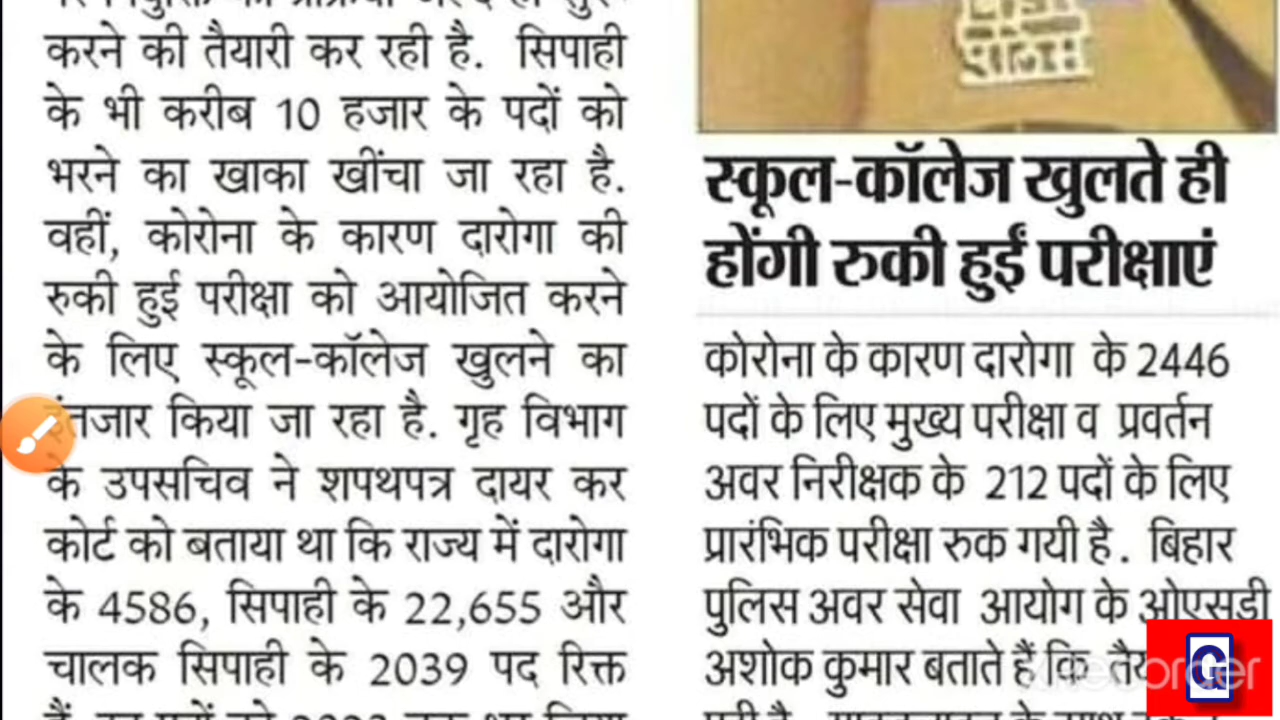 करने की तैयारी कर रही है. सिपाही
के भी करीब 10 हजार के पदों को
भरने का खाका खींचा जा रहा है.
वहीं, कोरोना के कारण दारोगा की
रुकी हुई परीक्षा को आयोजित करने
के लिए स्कूल-कॉलेज खुलने का
इंतजार किया जा रहा है. गृह विभाग
के उपसचिव ने शपथपत्र दायर कर
कोर्ट को बताया था कि राज्य में दारोगा
के 4586, सिपाही के 22,655 और
चालक सिपाही के 2039 पद रिक्त
स्कूल-कॉलेज खुलते ही
होंगी रुकी हुईं परीक्षाएं
कोरोना के कारण दारोगा के 2446
पदों के लिए मुख्य परीक्षा व प्रवर्तन
अवर निरीक्षक के 212 पदों के लिए
प्रारंभिक परीक्षा रुक गयी है. बिहार
पुलिस अवर सेवा आयोग के ओएसडी
अशोक कुमार बताते हैं कि
G